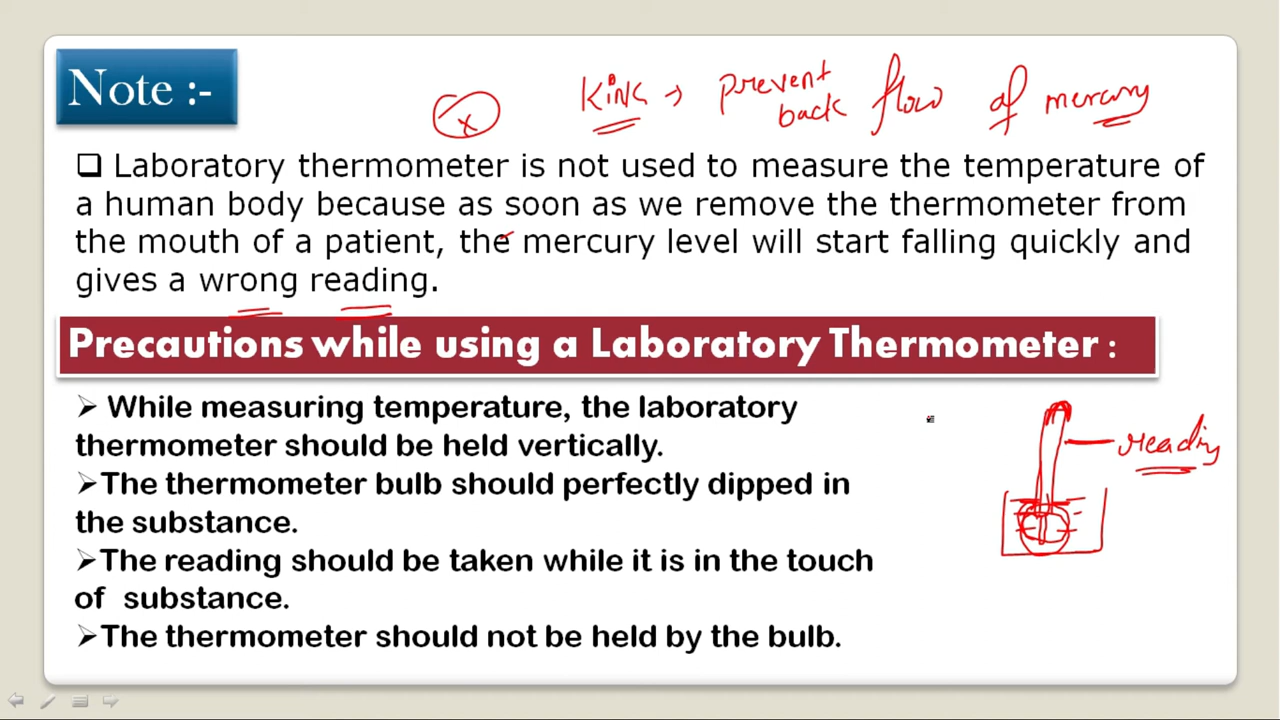 Note :-
Kink → prevent back flow of mercury
x
❑ Laboratory thermometer is not used to measure the temperature of
a human body because as soon as we remove the thermometer from
the mouth of a patient, the mercury level will start falling quickly and
gives a wrong reading.
Precautions while using a Laboratory Thermometer :
➢ While measuring temperature, the laboratory
thermometer should be held vertically.
➢The thermometer bulb should perfectly dipped in
the substance.
➢The reading should be taken while it is in the touch
of substance.
➢The thermometer should not be held by the bulb.
reading